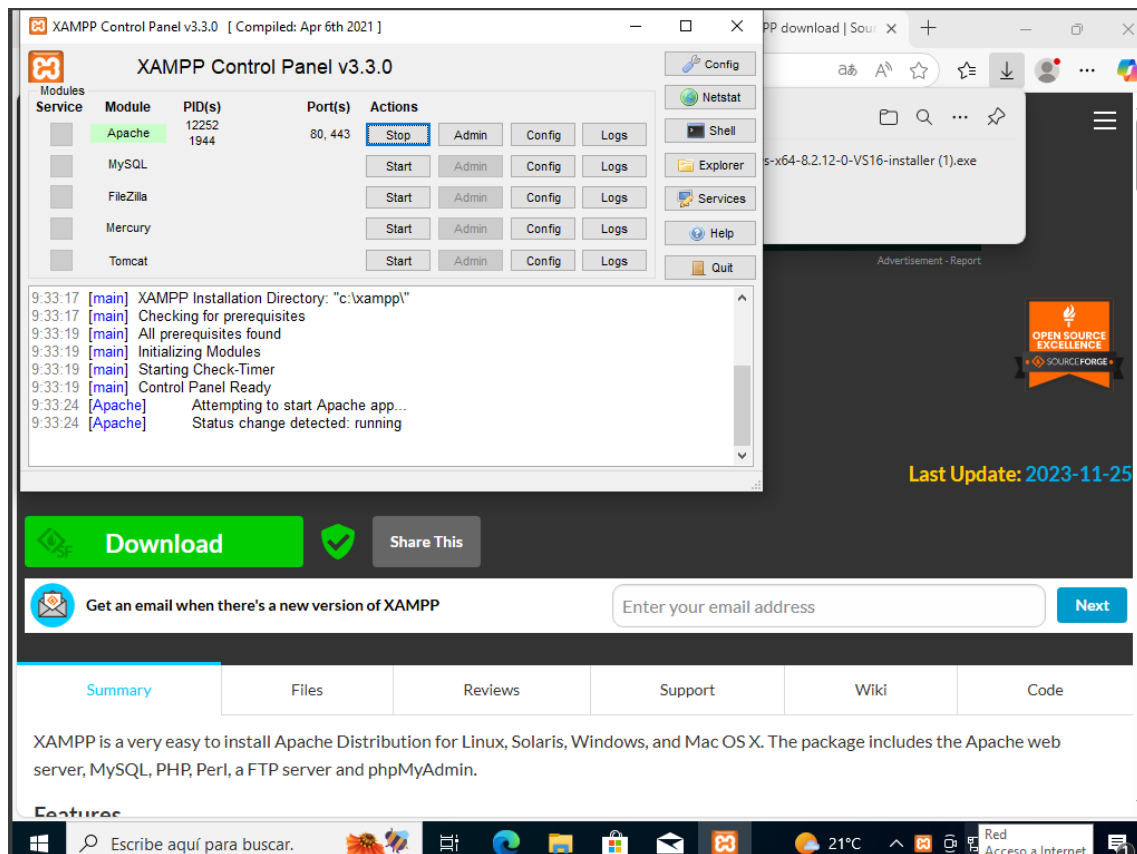 XAMPP Control Panel v3.3.0 [ Compiled: Apr 6th 2021 ]
XAMPP Control Panel v3.3.0
Modules
Service Module PID(s) Port(s) Actions
Apache 12252 1944 80, 443 Stop Admin Config Logs
MySQL Start Admin Config Logs
FileZilla Start Admin Config Logs
Mercury Start Admin Config Logs
Tomcat Start Admin Config Logs
Config
Netstat
Shell
Explorer
Services
Help
Quit
9:33:17 [main] XAMPP Installation Directory: "c:\xampp\"
9:33:17 [main] Checking for prerequisites
9:33:19 [main] All prerequisites found
9:33:19 [main] Initializing Modules
9:33:19 [main] Starting Check-Timer
9:33:19 [main] Control Panel Ready
9:33:24 [Apache] Attempting to start Apache app...
9:33:24 [Apache] Status change detected: running
PP download | Sour
s-x64-8.2.12-0-VS16-installer (1).exe
Advertisement - Report
OPEN SOURCE
EXCELLENCE
SOURCEFORGE
Last Update: 2023-11-25
SF
Download
Share This
Get an email when there's a new version of XAMPP
Enter your email address
Next
Summary Files Reviews Support Wiki Code
XAMPP is a very easy to install Apache Distribution for Linux, Solaris, Windows, and Mac OS X. The package includes the Apache web
server, MySQL, PHP, Perl, a FTP server and phpMyAdmin.
Features
Escribe aquí para buscar.
21°C
Red
Acceso a Internet
1